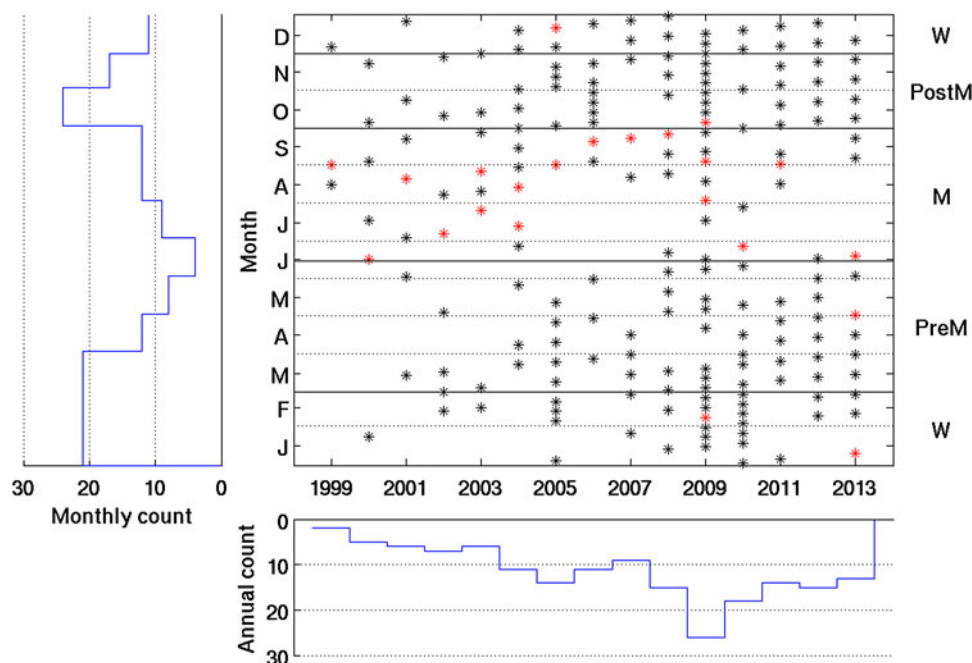 D
N
O
S
A
J
J
M
A
M
F
J
Month
W
PostM
M
PreM
W
30 20 10 0
Monthly count
1999 2001 2003 2005 2007 2009 2011 2013
0
10
20
30
Annual count